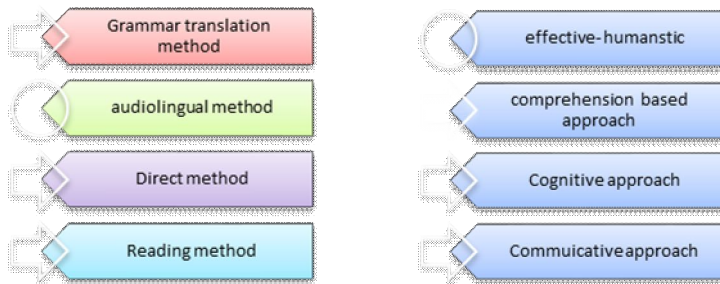 Grammar translation
method
audiolingual method
Direct method
Reading method
effective-humanstic
comprehension based
approach
Cognitive approach
Commuicative approach